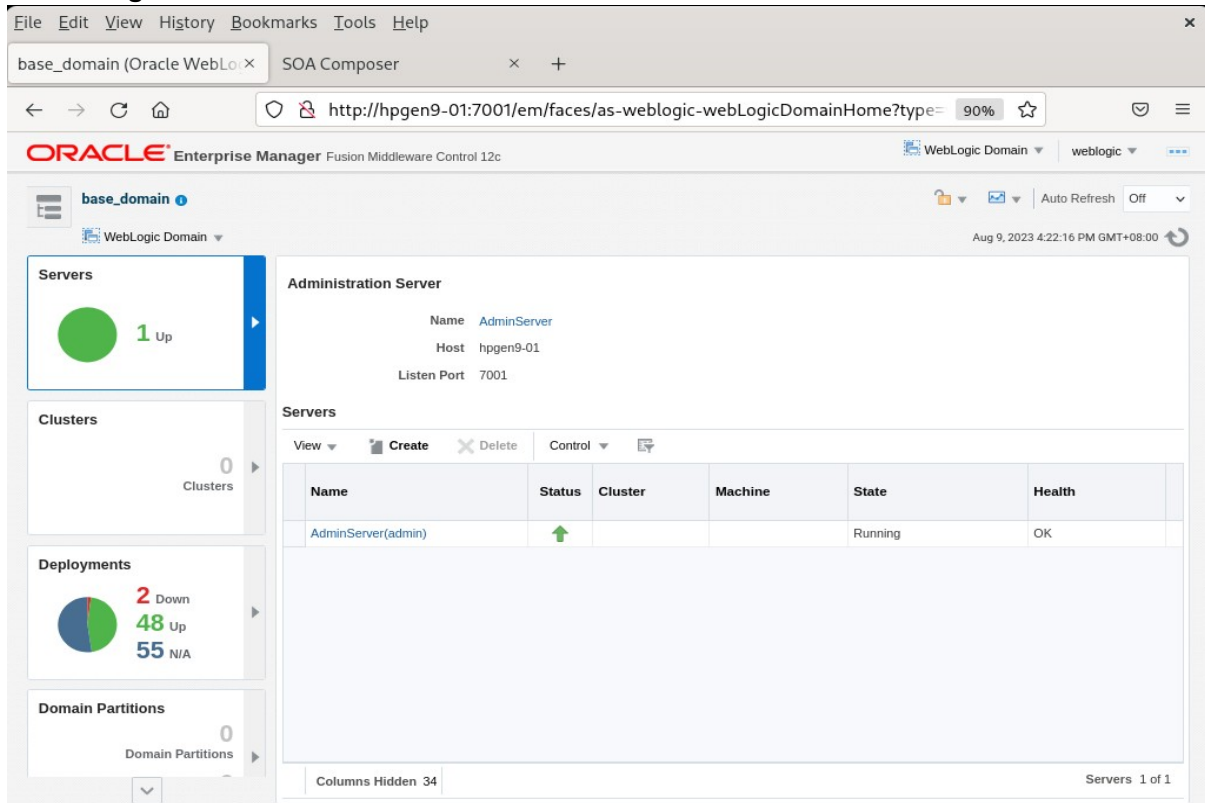 File Edit View History Bookmarks Tools Help
base_domain (Oracle WebLo
SOA Composer
http://hpgen9-01:7001/em/faces/as-weblogic-webLogicDomainHome?type= 90%
ORACLE Enterprise Manager Fusion Middleware Control 12c
WebLogic Domain weblogic
base_domain
Auto Refresh Off
WebLogic Domain
Aug 9, 2023 4:22:16 PM GMT+08:00
Servers
1 Up
Clusters
0
Clusters
Deployments
2 Down
48 Up
55 N/A
Domain Partitions
0
Domain Partitions
Administration Server
Name AdminServer
Host hpgen9-01
Listen Port 7001
Servers
View Create Delete Control
Name Status Cluster Machine State Health
AdminServer(admin) Running OK
Columns Hidden 34
Servers 1 of 1